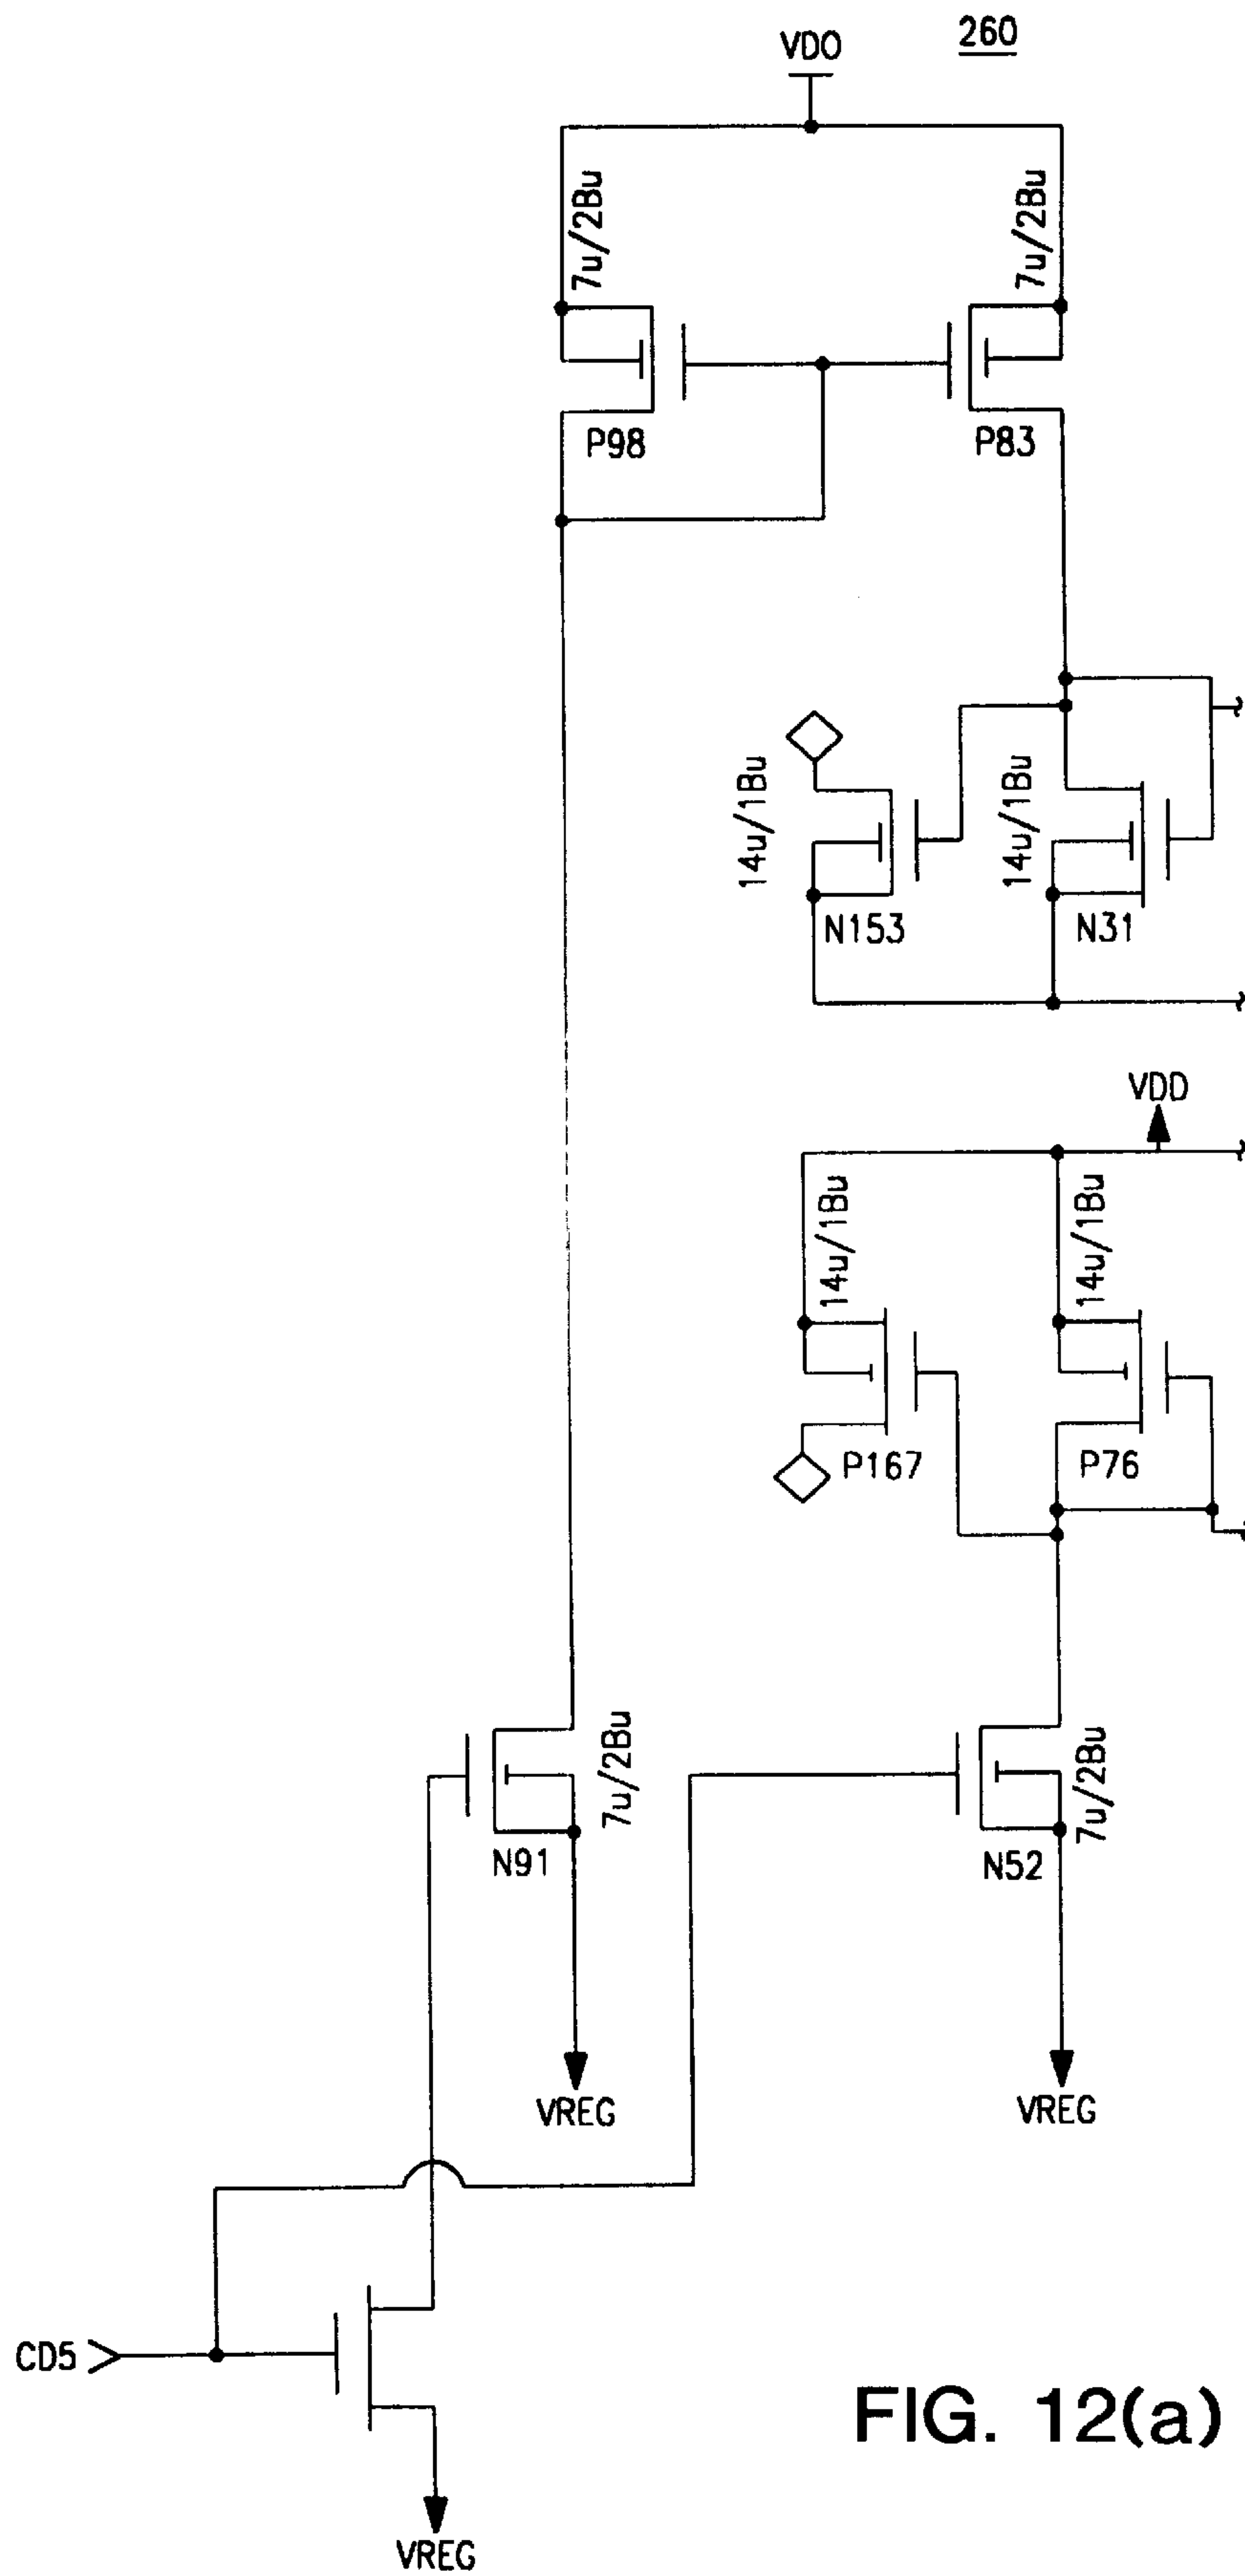 260
VDO
7u/2Bu
7u/2Bu
P98
P83
14u/1Bu
14u/1Bu
N153
N31
VDD
14u/1Bu
14u/1Bu
P167
P76
7u/2Bu
7u/2Bu
N91
N52
VREG
VREG
CD5
FIG. 12(a)
VREG